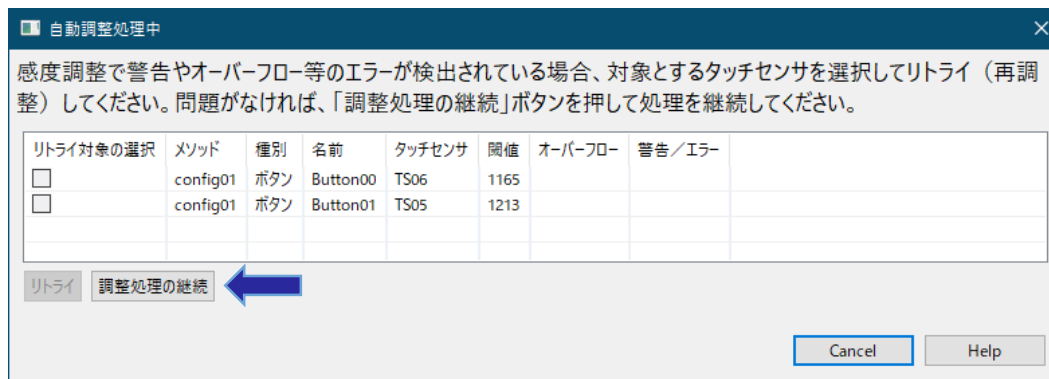 自動調整処理中
感度調整で警告やオーバーフロー等のエラーが検出されている場合、対象とするタッチセンサを選択してリトライ（再調
整）してください。問題がなければ、「調整処理の継続」ボタンを押して処理を継続してください。
リトライ対象の選択 メソッド 種別 名前 タッチセンサ 閾値 オーバーフロー 警告／エラー
config01 ボタン Button00 TS06 1165
config01 ボタン Button01 TS05 1213
リトライ 調整処理の継続
Cancel Help